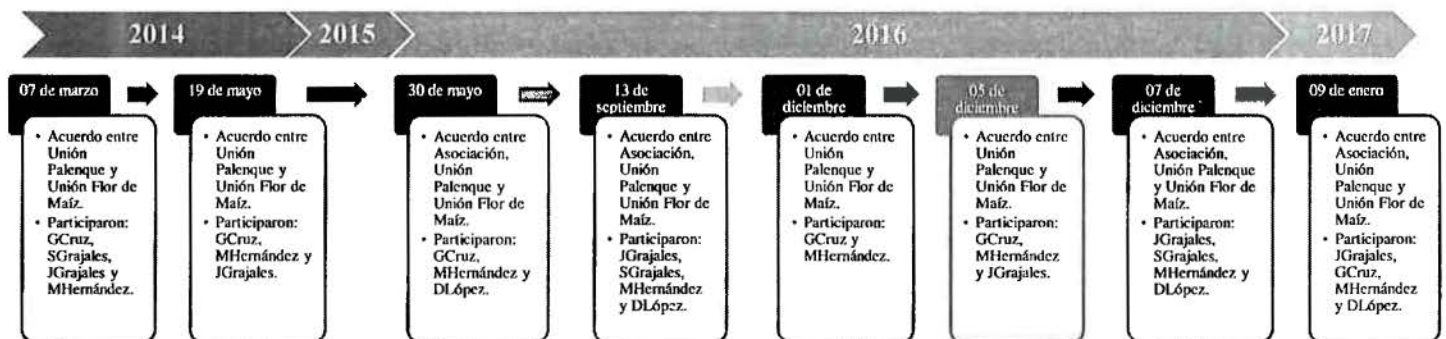 2014 2015 2016 2017
07 de marzo
• Acuerdo entre
Unión
Palenque y
Unión Flor de
Maíz.
• Participaron:
GCruz,
SGrajales,
JGrajales y
MHernández.
19 de mayo
• Acuerdo entre
Unión
Palenque y
Unión Flor de
Maíz.
• Participaron:
GCruz,
MHernández y
JGrajales.
30 de mayo
• Acuerdo entre
Asociación,
Unión
Palenque y
Unión Flor de
Maíz.
• Participaron:
GCruz,
MHernández y
DLópez.
13 de
septiembre
• Acuerdo entre
Asociación,
Unión
Palenque y
Unión Flor de
Maíz.
• Participaron:
JGrajales,
SGrajales,
MHernández
y DLópez.
01 de
diciembre
• Acuerdo entre
Unión
Palenque y
Unión Flor de
Maíz.
• Participaron:
GCruz y
MHernández.
05 de
diciembre
• Acuerdo entre
Unión
Palenque y
Unión Flor de
Maíz.
• Participaron:
GCruz,
MHernández
y JGrajales.
07 de
diciembre
• Acuerdo entre
Asociación,
Unión Palenque
y Unión Flor de
Maíz.
• Participaron:
JGrajales,
SGrajales,
MHernández y
DLópez.
09 de enero
• Acuerdo entre
Asociación,
Unión
Palenque y
Unión Flor de
Maíz.
• Participaron:
JGrajales,
GCruz,
MHernández
y DLópez.